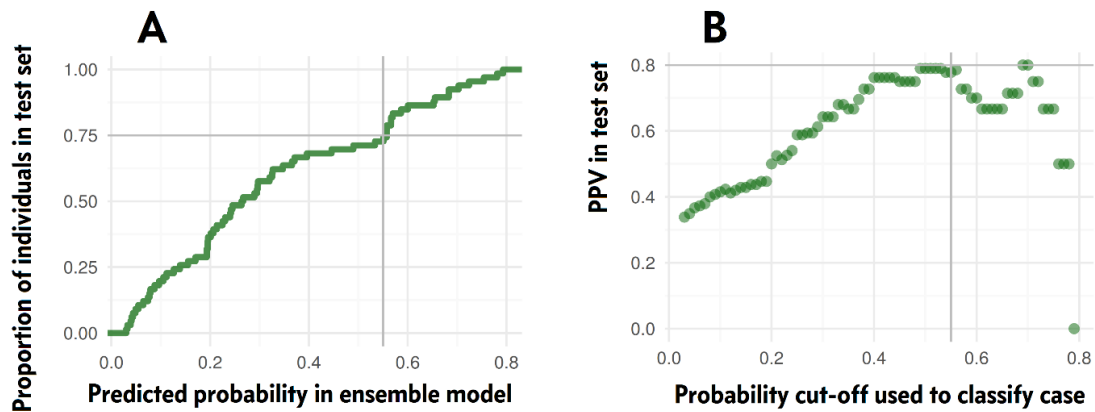 A
Proportion of individuals in test set
1.00
0.75
0.50
0.25
0.00
0.0 0.2 0.4 0.6 0.8
Predicted probability in ensemble model
B
PPV in test set
0.8
0.6
0.4
0.2
0.0
0.0 0.2 0.4 0.6 0.8
Probability cut-off used to classify case